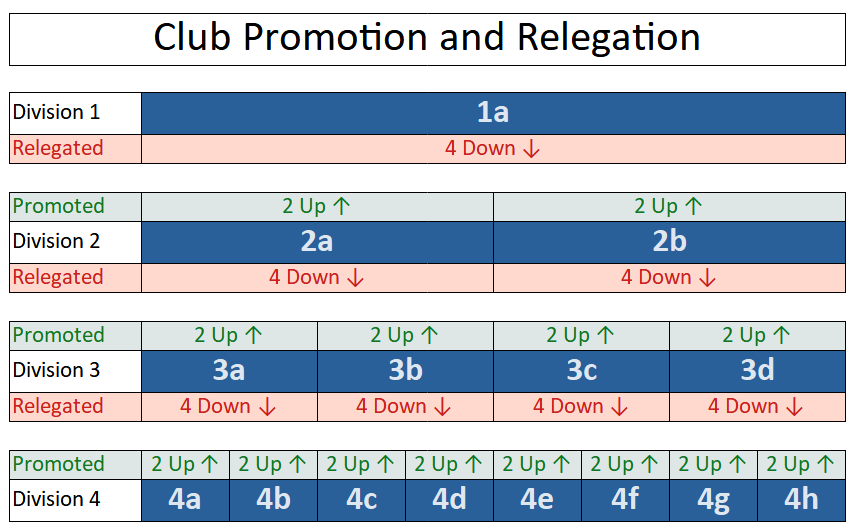 Club Promotion and Relegation
Division 1 1a
Relegated 4 Down ↓
Promoted 2 Up ↑ 2 Up ↑
Division 2 2a 2b
Relegated 4 Down ↓ 4 Down ↓
Promoted 2 Up ↑ 2 Up ↑ 2 Up ↑ 2 Up ↑
Division 3 3a 3b 3c 3d
Relegated 4 Down ↓ 4 Down ↓ 4 Down ↓ 4 Down ↓
Promoted 2 Up ↑ 2 Up ↑ 2 Up ↑ 2 Up ↑ 2 Up ↑ 2 Up ↑ 2 Up ↑ 2 Up ↑
Division 4 4a 4b 4c 4d 4e 4f 4g 4h